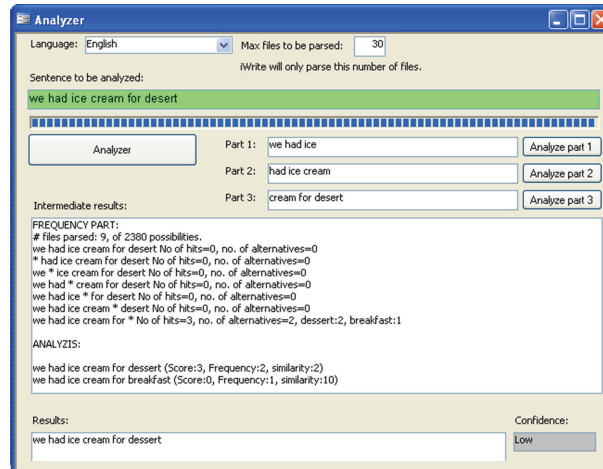 Analyzer
Language: English Max files to be parsed: 30
iWrite will only parse this number of files.
Sentence to be analyzed:
we had ice cream for desert
Analyzer Part 1: we had ice Analyze part 1
Part 2: had ice cream Analyze part 2
Part 3: cream for desert Analyze part 3
Intermediate results:
FREQUENCY PART:
# files parsed: 9, of 2380 possibilities.
we had ice cream for desert No of hits=0, no. of alternatives=0
* had ice cream for desert No of hits=0, no. of alternatives=0
we * ice cream for desert No of hits=0, no. of alternatives=0
we had * cream for desert No of hits=0, no. of alternatives=0
we had ice * for desert No of hits=0, no. of alternatives=0
we had ice cream * desert No of hits=0, no. of alternatives=0
we had ice cream for * No of hits=3, no. of alternatives=2, dessert:2, breakfast:1
ANALYZIS:
we had ice cream for dessert (Score:3, Frequency:2, similarity:2)
we had ice cream for breakfast (Score:0, Frequency:1, similarity:10)
Results: Confidence:
we had ice cream for dessert Low